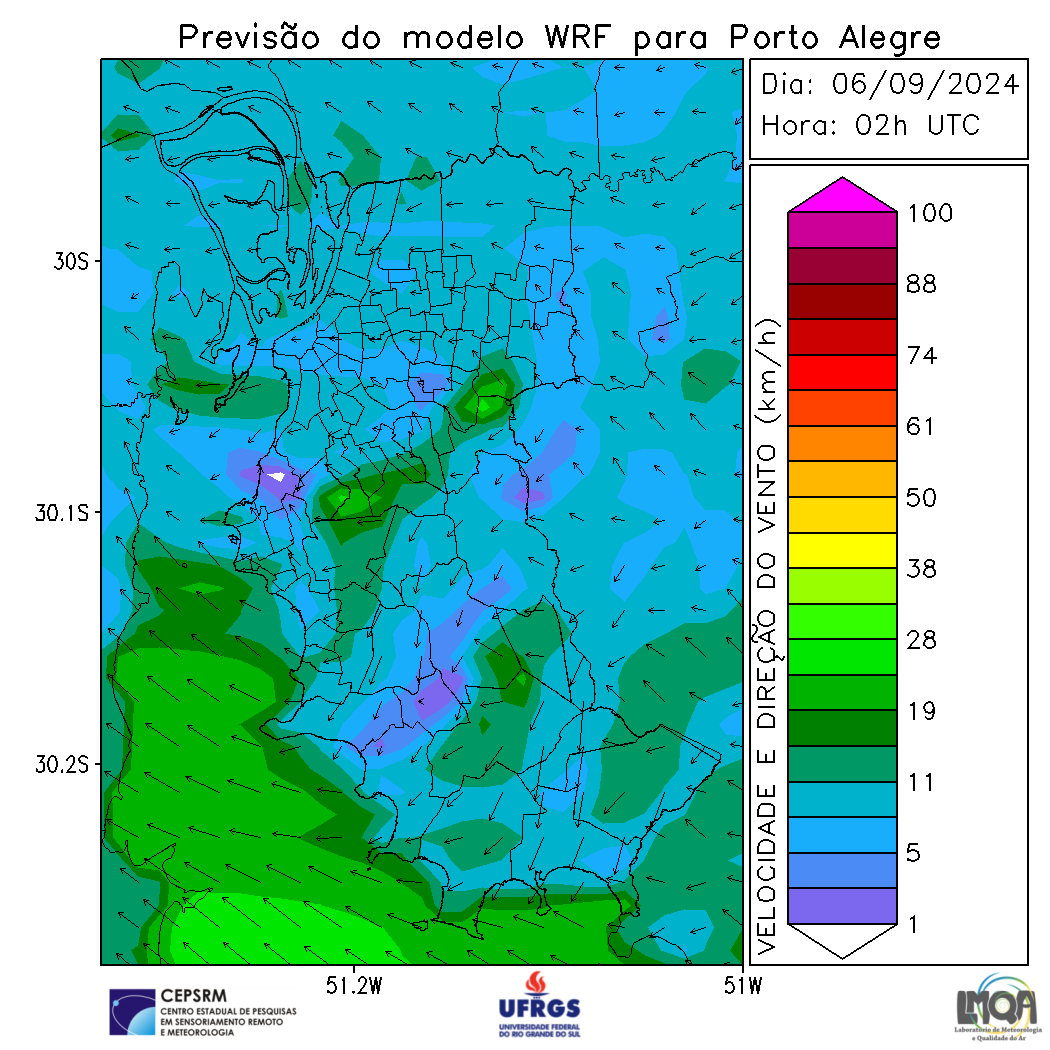 Previsão do modelo WRF para Porto Alegre
Dia: 06/09/2024
Hora: 02h UTC
30S
30.1S
30.2S
51.2W
51W
VELOCIDADE E DIREÇÃO DO VENTO (km/h)
100
88
74
61
50
38
28
19
11
5
1
CEPSRM
CENTRO ESTADUAL DE PESQUISAS
EM SENSORIAMENTO REMOTO
E METEOROLOGIA
UFRGS
UNIVERSIDADE FEDERAL
DO RIO GRANDE DO SUL
LMQA
Laboratório de Meteorologia
e Qualidade do Ar